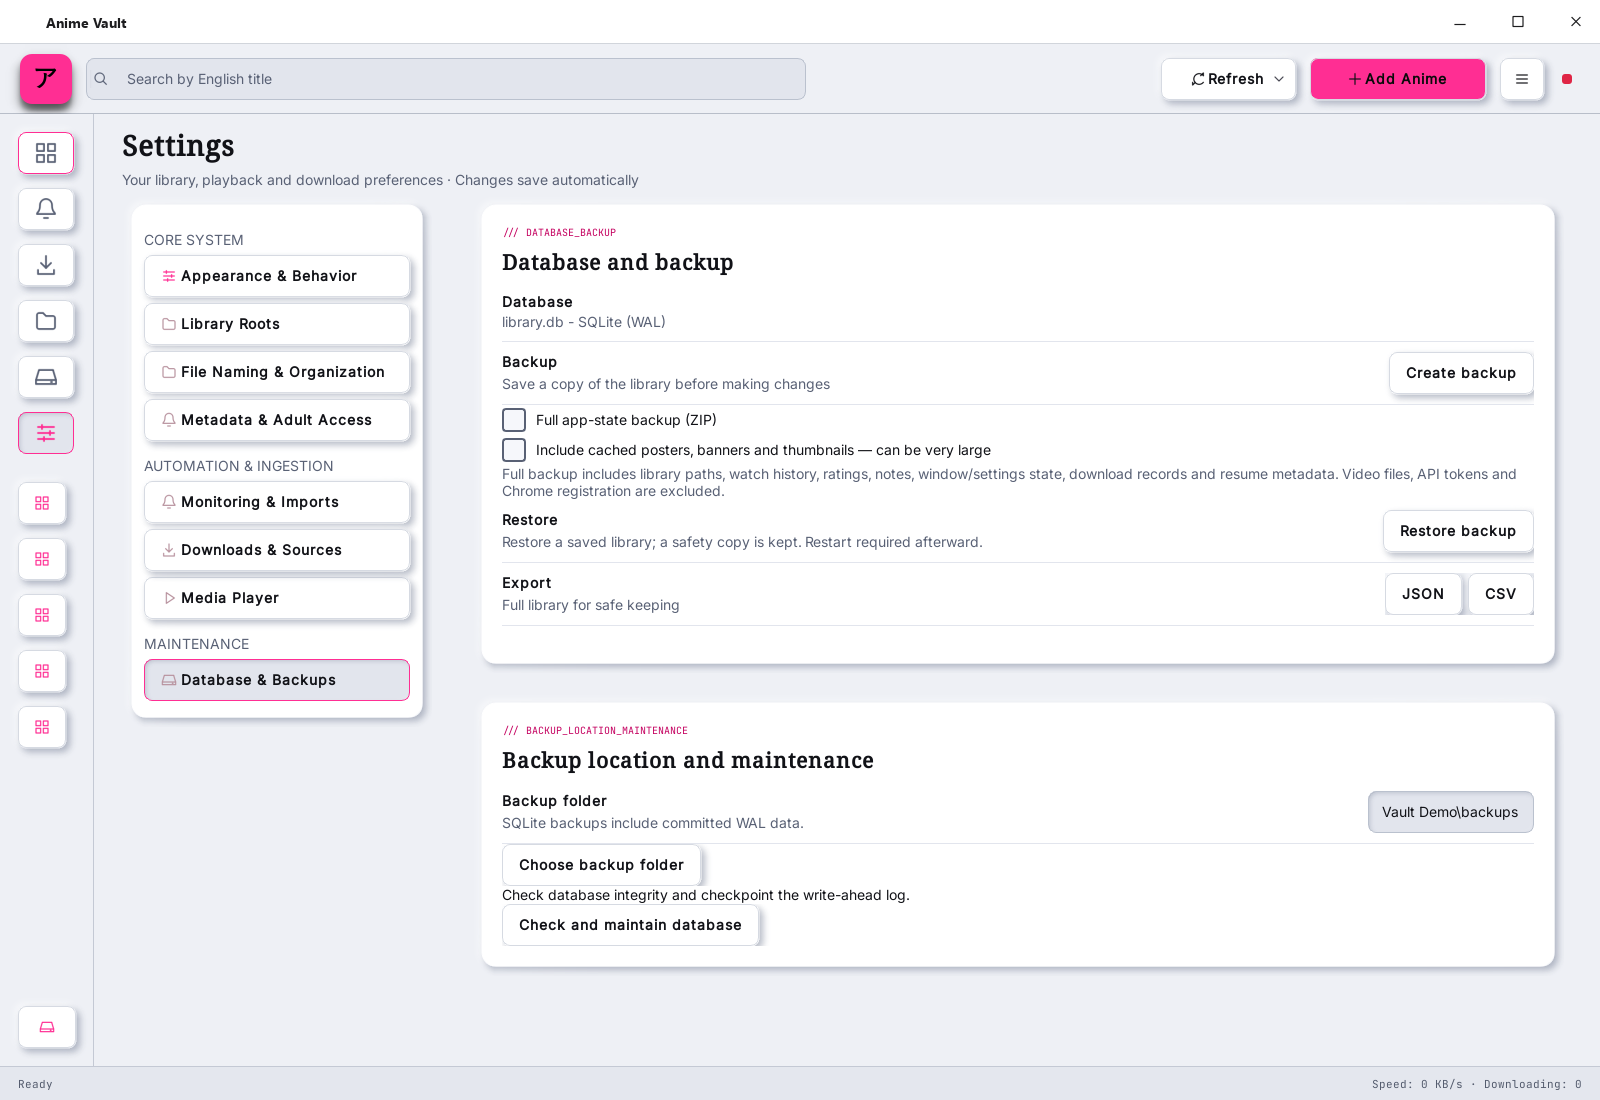 Anime Vault
ア
Search by English title
Refresh
Add Anime
Settings
Your library, playback and download preferences · Changes save automatically
CORE SYSTEM
Appearance & Behavior
Library Roots
File Naming & Organization
Metadata & Adult Access
AUTOMATION & INGESTION
Monitoring & Imports
Downloads & Sources
Media Player
MAINTENANCE
Database & Backups
/// DATABASE_BACKUP
Database and backup
Database
library.db - SQLite (WAL)
Backup
Save a copy of the library before making changes
Create backup
Full app-state backup (ZIP)
Include cached posters, banners and thumbnails — can be very large
Full backup includes library paths, watch history, ratings, notes, window/settings state, download records and resume metadata. Video files, API tokens and
Chrome registration are excluded.
Restore
Restore a saved library; a safety copy is kept. Restart required afterward.
Restore backup
Export
Full library for safe keeping
JSON
CSV
/// BACKUP_LOCATION_MAINTENANCE
Backup location and maintenance
Backup folder
SQLite backups include committed WAL data.
Vault Demo\backups
Choose backup folder
Check database integrity and checkpoint the write-ahead log.
Check and maintain database
Ready
Speed: 0 KB/s · Downloading: 0